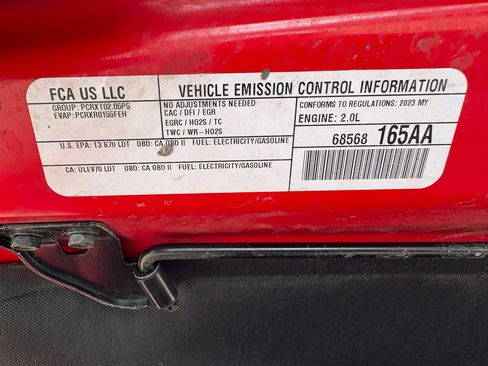 FCA US LLC
VEHICLE EMISSION CONTROL INFORMATION
GROUP: PCRXT02.05P5
EVAP: PCRXR0155FEH
NO ADJUSTMENTS NEEDED
CAC / DFI / EGR
EGRC / HO2S / TC
TWC / WR-HO2S
CONFORMS TO REGULATIONS: 2023 MY
ENGINE: 2.0L
U.S. EPA: T3 B70 LDT OBD: CA OBD II FUEL: ELECTRICITY/GASOLINE
68568 165AA
CA: ULEV70 LDT OBD: CA OBD II FUEL: ELECTRICITY/GASOLINE